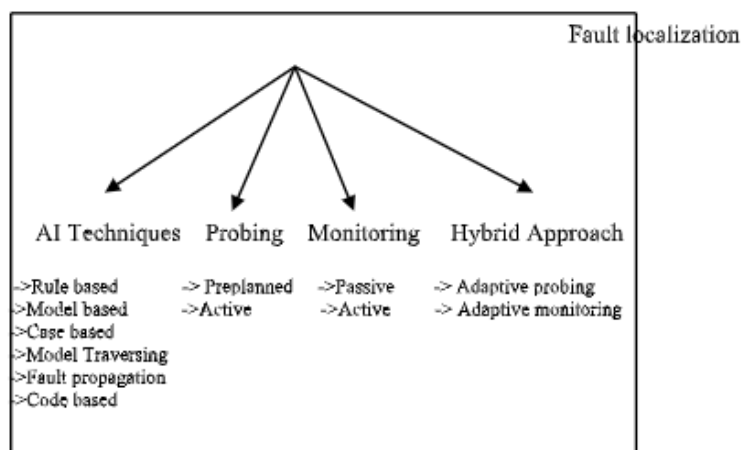 Fault localization
AI Techniques Probing Monitoring Hybrid Approach
->Rule based -> Preplanned ->Passive -> Adaptive probing
->Model based ->Active ->Active -> Adaptive monitoring
->Case based
->Model Traversing
->Fault propagation
->Code based